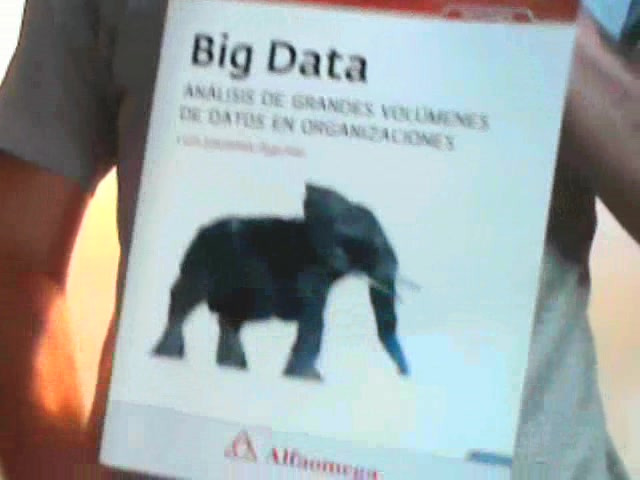 Big Data
ANÁLISIS DE GRANDES VOLÚMENES
DE DATOS EN ORGANIZACIONES
Alfaomega